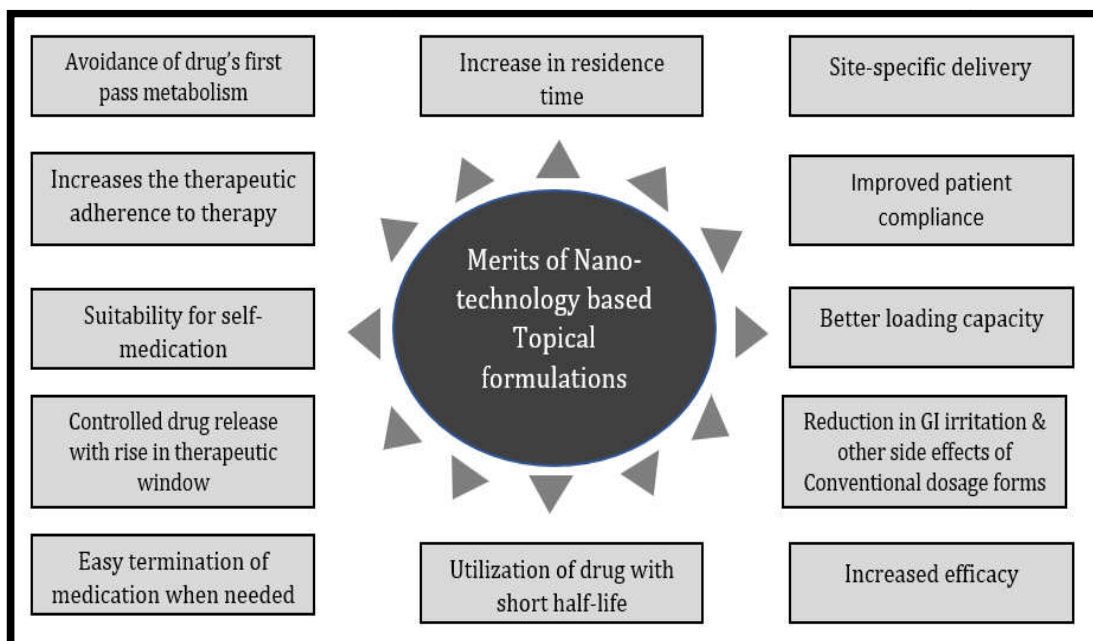 Avoidance of drug's first
pass metabolism
Increase in residence
time
Site-specific delivery
Increases the therapeutic
adherence to therapy
Improved patient
compliance
Merits of Nano-
technology based
Topical
formulations
Suitability for self-
medication
Better loading capacity
Controlled drug release
with rise in therapeutic
window
Reduction in GI irritation &
other side effects of
Conventional dosage forms
Easy termination of
medication when needed
Utilization of drug with
short half-life
Increased efficacy